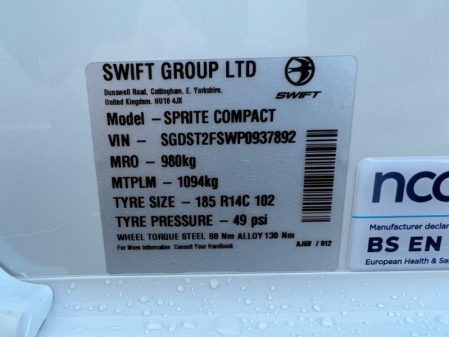 SWIFT GROUP LTD
Dunswell Road, Cottingham, E. Yorkshire,
United Kingdom. HU16 4JX
SWIFT
Model – SPRITE COMPACT
VIN – SGDST2FSWP0937892
MRO – 980kg
MTPLM – 1094kg
TYRE SIZE – 185 R14C 102
TYRE PRESSURE – 49 psi
WHEEL TORQUE STEEL 88 Nm ALLOY 130 Nm
For More Information Consult Your Handbook
AJGV / 012
ncc
Manufacturer decla
BS EN
European Health & Sa